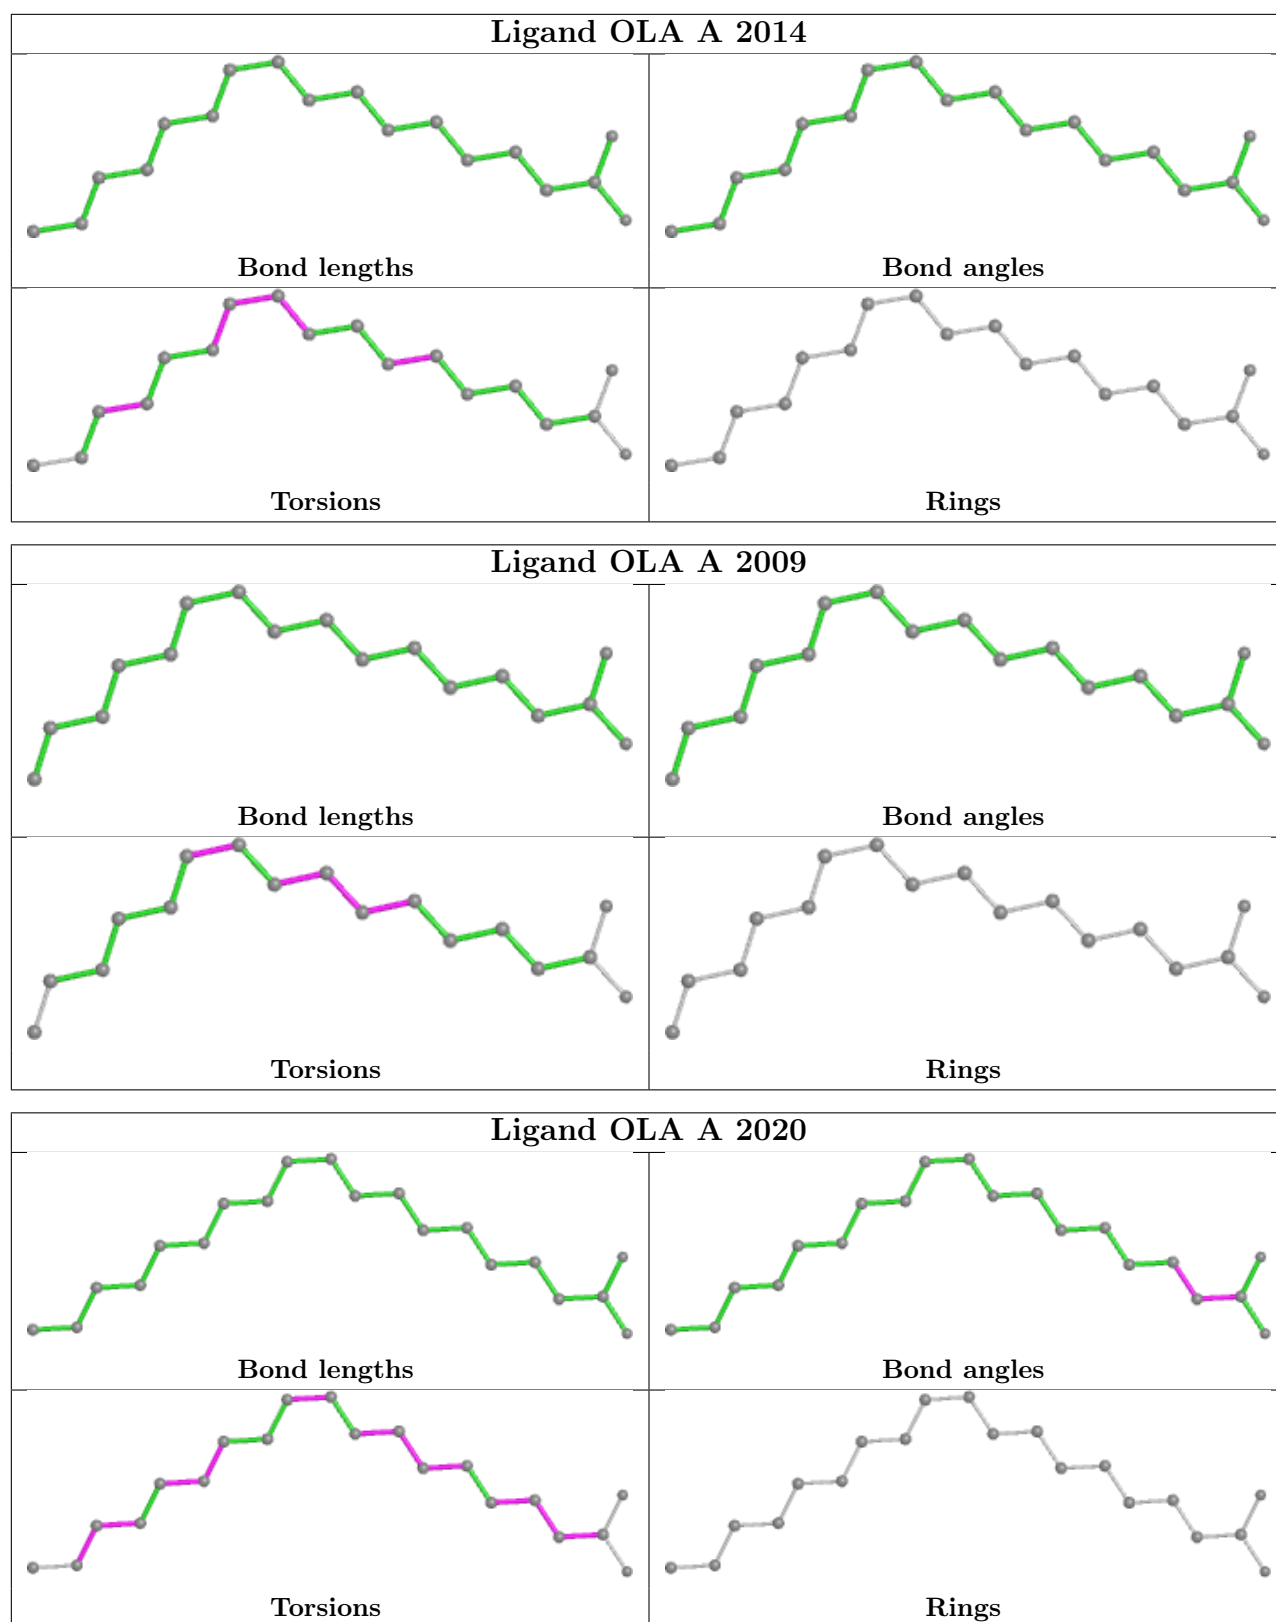 Ligand OLA A 2014
Bond lengths
Bond angles
Torsions
Rings
Ligand OLA A 2009
Bond lengths
Bond angles
Torsions
Rings
Ligand OLA A 2020
Bond lengths
Bond angles
Torsions
Rings